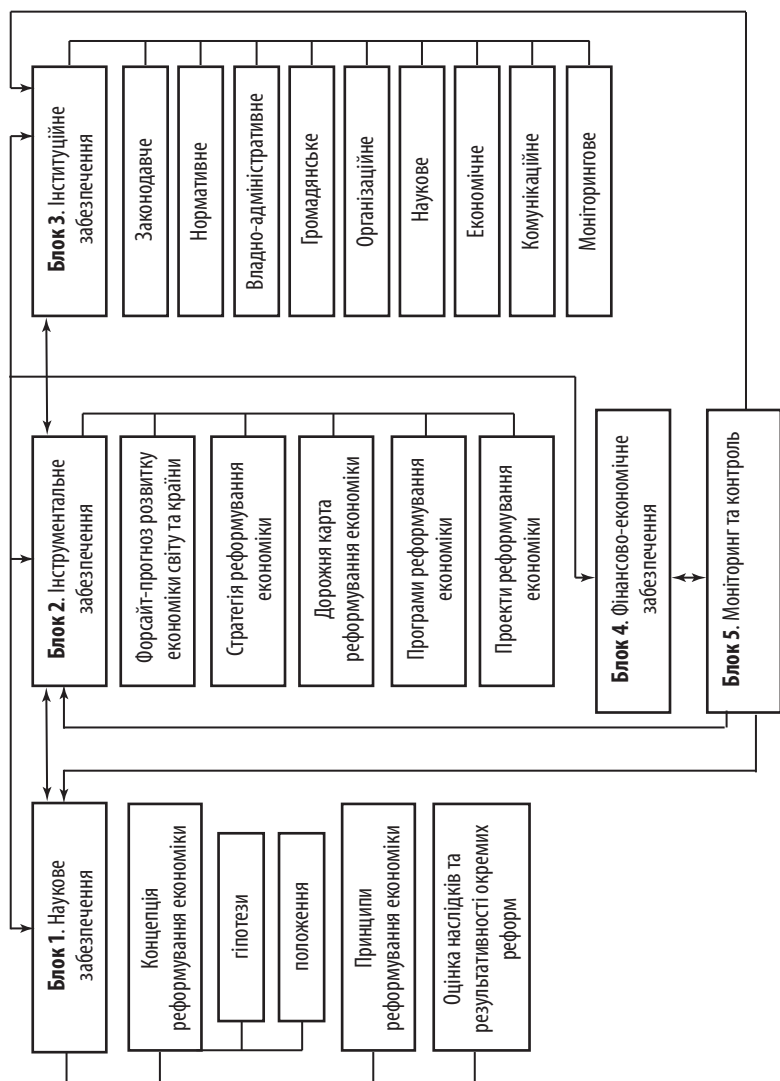 Блок 1. Наукове
забезпечення
Концепція
реформування економіки
гіпотези
положення
Принципи
реформування економіки
Оцінка наслідків та
результативності окремих
реформ
Блок 2. Інструментальне
забезпечення
Форсайт-прогноз розвитку
економіки світу та країни
Стратегія реформування
економіки
Дорожня карта
реформування економіки
Програми реформування
економіки
Проекти реформування
економіки
Блок 3. Інституційне
забезпечення
Законодавче
Нормативне
Владно-адміністративне
Громадянське
Організаційне
Наукове
Економічне
Комунікаційне
Моніторингове
Блок 4. Фінансово-економічне
забезпечення
Блок 5. Моніторинг та контроль